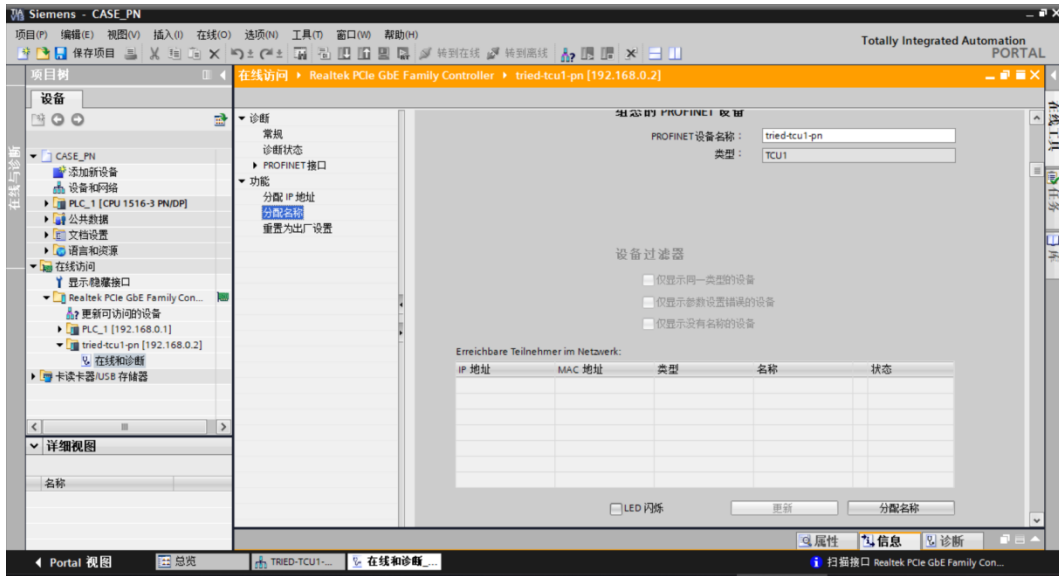 Siemens - CASE_PN
项目(P) 编辑(E) 视图(V) 插入(I) 在线(O) 选项(N) 工具(T) 窗口(W) 帮助(H)
保存项目 转到在线 转到离线
Totally Integrated Automation
PORTAL
项目树
在线访问 ▸ Realtek PCIe GbE Family Controller ▸ tried-tcu1-pn [192.168.0.2]
设备
CASE_PN
添加新设备
设备和网络
PLC_1 [CPU 1516-3 PN/DP]
公共数据
文档设置
语言和资源
在线访问
显示/隐藏接口
Realtek PCIe GbE Family Con...
更新可访问的设备
PLC_1 [192.168.0.1]
tried-tcu1-pn [192.168.0.2]
在线和诊断
读卡器/USB 存储器
详细视图
名称
在线与诊断
诊断
常规
诊断状态
PROFINET接口
功能
分配 IP 地址
分配名称
重置为出厂设置
组态的 PROFINET 设备
PROFINET设备名称： tried-tcu1-pn
类型： TCU1
设备过滤器
仅显示同一类型的设备
仅显示参数设置错误的设备
仅显示没有名称的设备
Erreichbare Teilnehmer im Netzwerk:
IP 地址 MAC 地址 类型 名称 状态
LED 闪烁 更新 分配名称
在线工具
任务
库
属性 信息 诊断
Portal 视图 总览 TRIED-TCU1-... 在线和诊断_... 扫描接口 Realtek PCIe GbE Family Con...